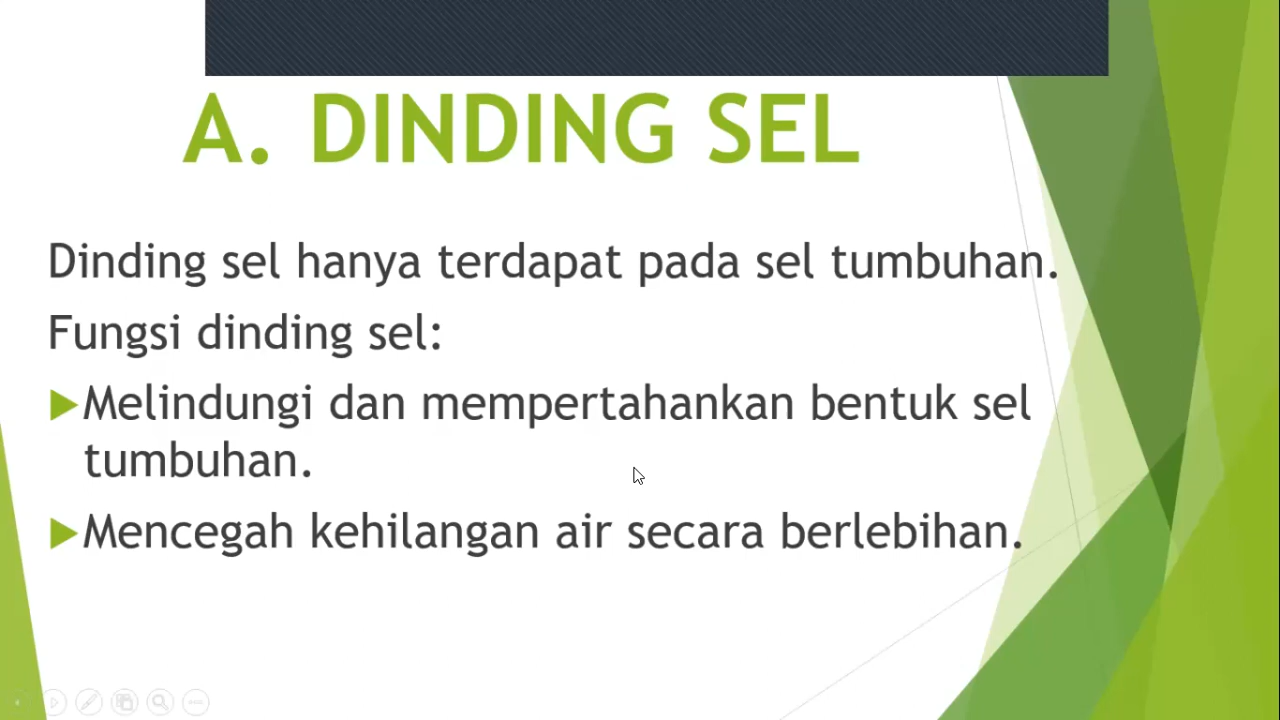 A. DINDING SEL
Dinding sel hanya terdapat pada sel tumbuhan.
Fungsi dinding sel:
Melindungi dan mempertahankan bentuk sel
tumbuhan.
Mencegah kehilangan air secara berlebihan.